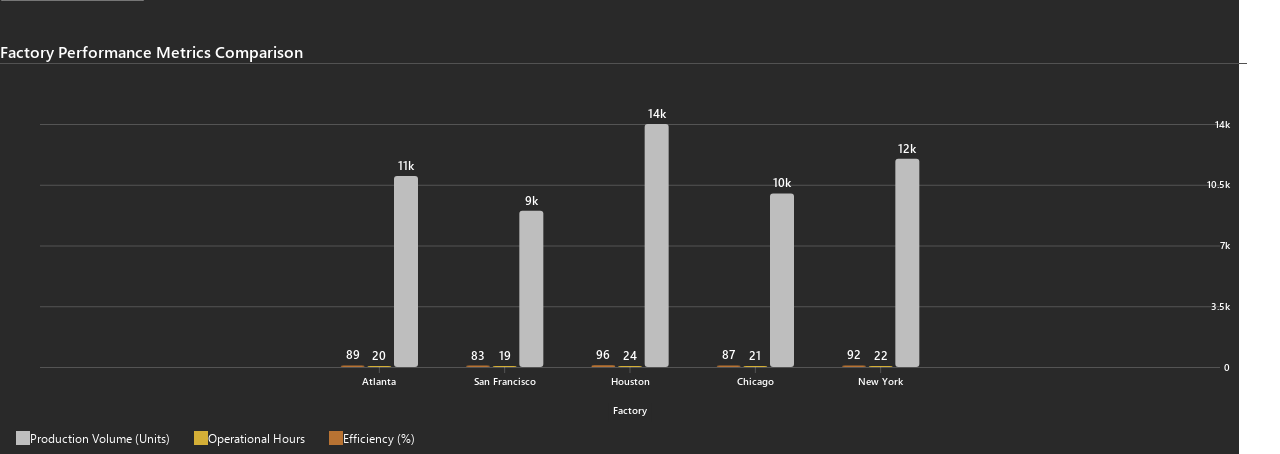 Factory Performance Metrics Comparison
14k
14k
11k
12k
9k
10k
10.5k
7k
3.5k
89 20 83 19 96 24 87 21 92 22
0
Atlanta San Francisco Houston Chicago New York
Factory
Production Volume (Units) Operational Hours Efficiency (%)